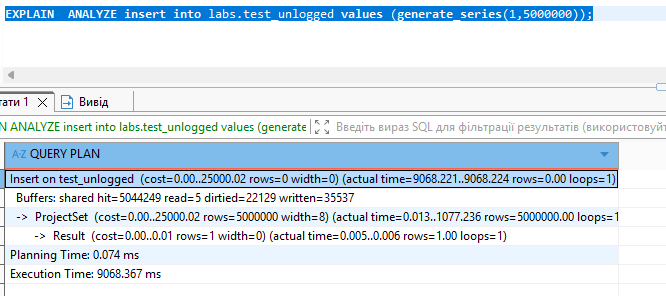 EXPLAIN ANALYZE insert into labs.test_unlogged values (generate_series(1,5000000));
тати 1
Вивід
N ANALYZE insert into labs.test_unlogged values (generate
Введіть вираз SQL для фільтрації результатів (використовуйт
A-Z QUERY PLAN
Insert on test_unlogged (cost=0.00..25000.02 rows=0 width=0) (actual time=9068.221..9068.224 rows=0.00 loops=1)
Buffers: shared hit=5044249 read=5 dirtied=22129 written=35537
-> ProjectSet (cost=0.00..25000.02 rows=5000000 width=8) (actual time=0.013..1077.236 rows=5000000.00 loops=1
-> Result (cost=0.00..0.01 rows=1 width=0) (actual time=0.005..0.006 rows=1.00 loops=1)
Planning Time: 0.074 ms
Execution Time: 9068.367 ms